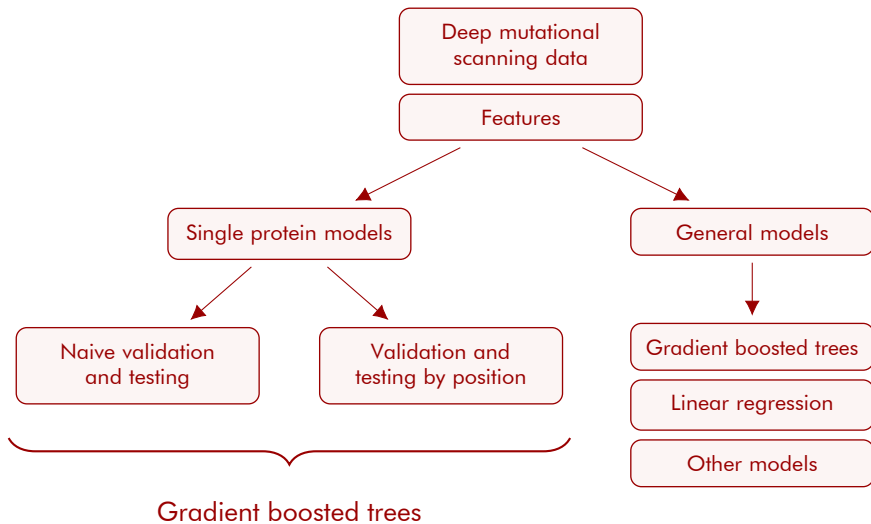 Deep mutational
scanning data
Features
Single protein models
General models
Naive validation
and testing
Validation and
testing by position
Gradient boosted trees
Linear regression
Other models
Gradient boosted trees